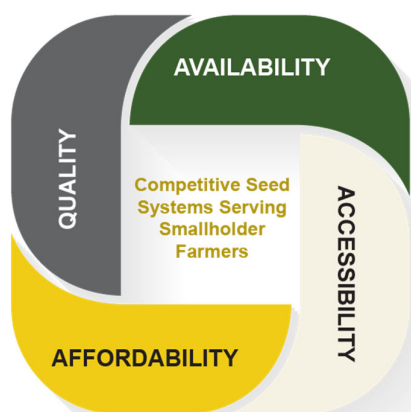 AVAILABILITY
QUALITY
Competitive Seed
Systems Serving
Smallholder
Farmers
ACCESSIBILITY
AFFORDABILITY